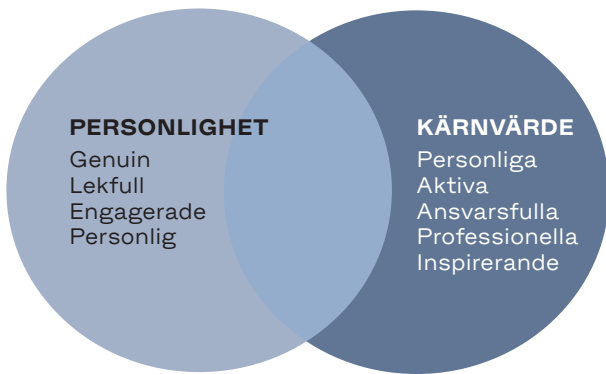 PERSONLIGHET
Genuin
Lekfull
Engagerade
Personlig
KÄRNVÄRDE
Personliga
Aktiva
Ansvarsfulla
Professionella
Inspirerande